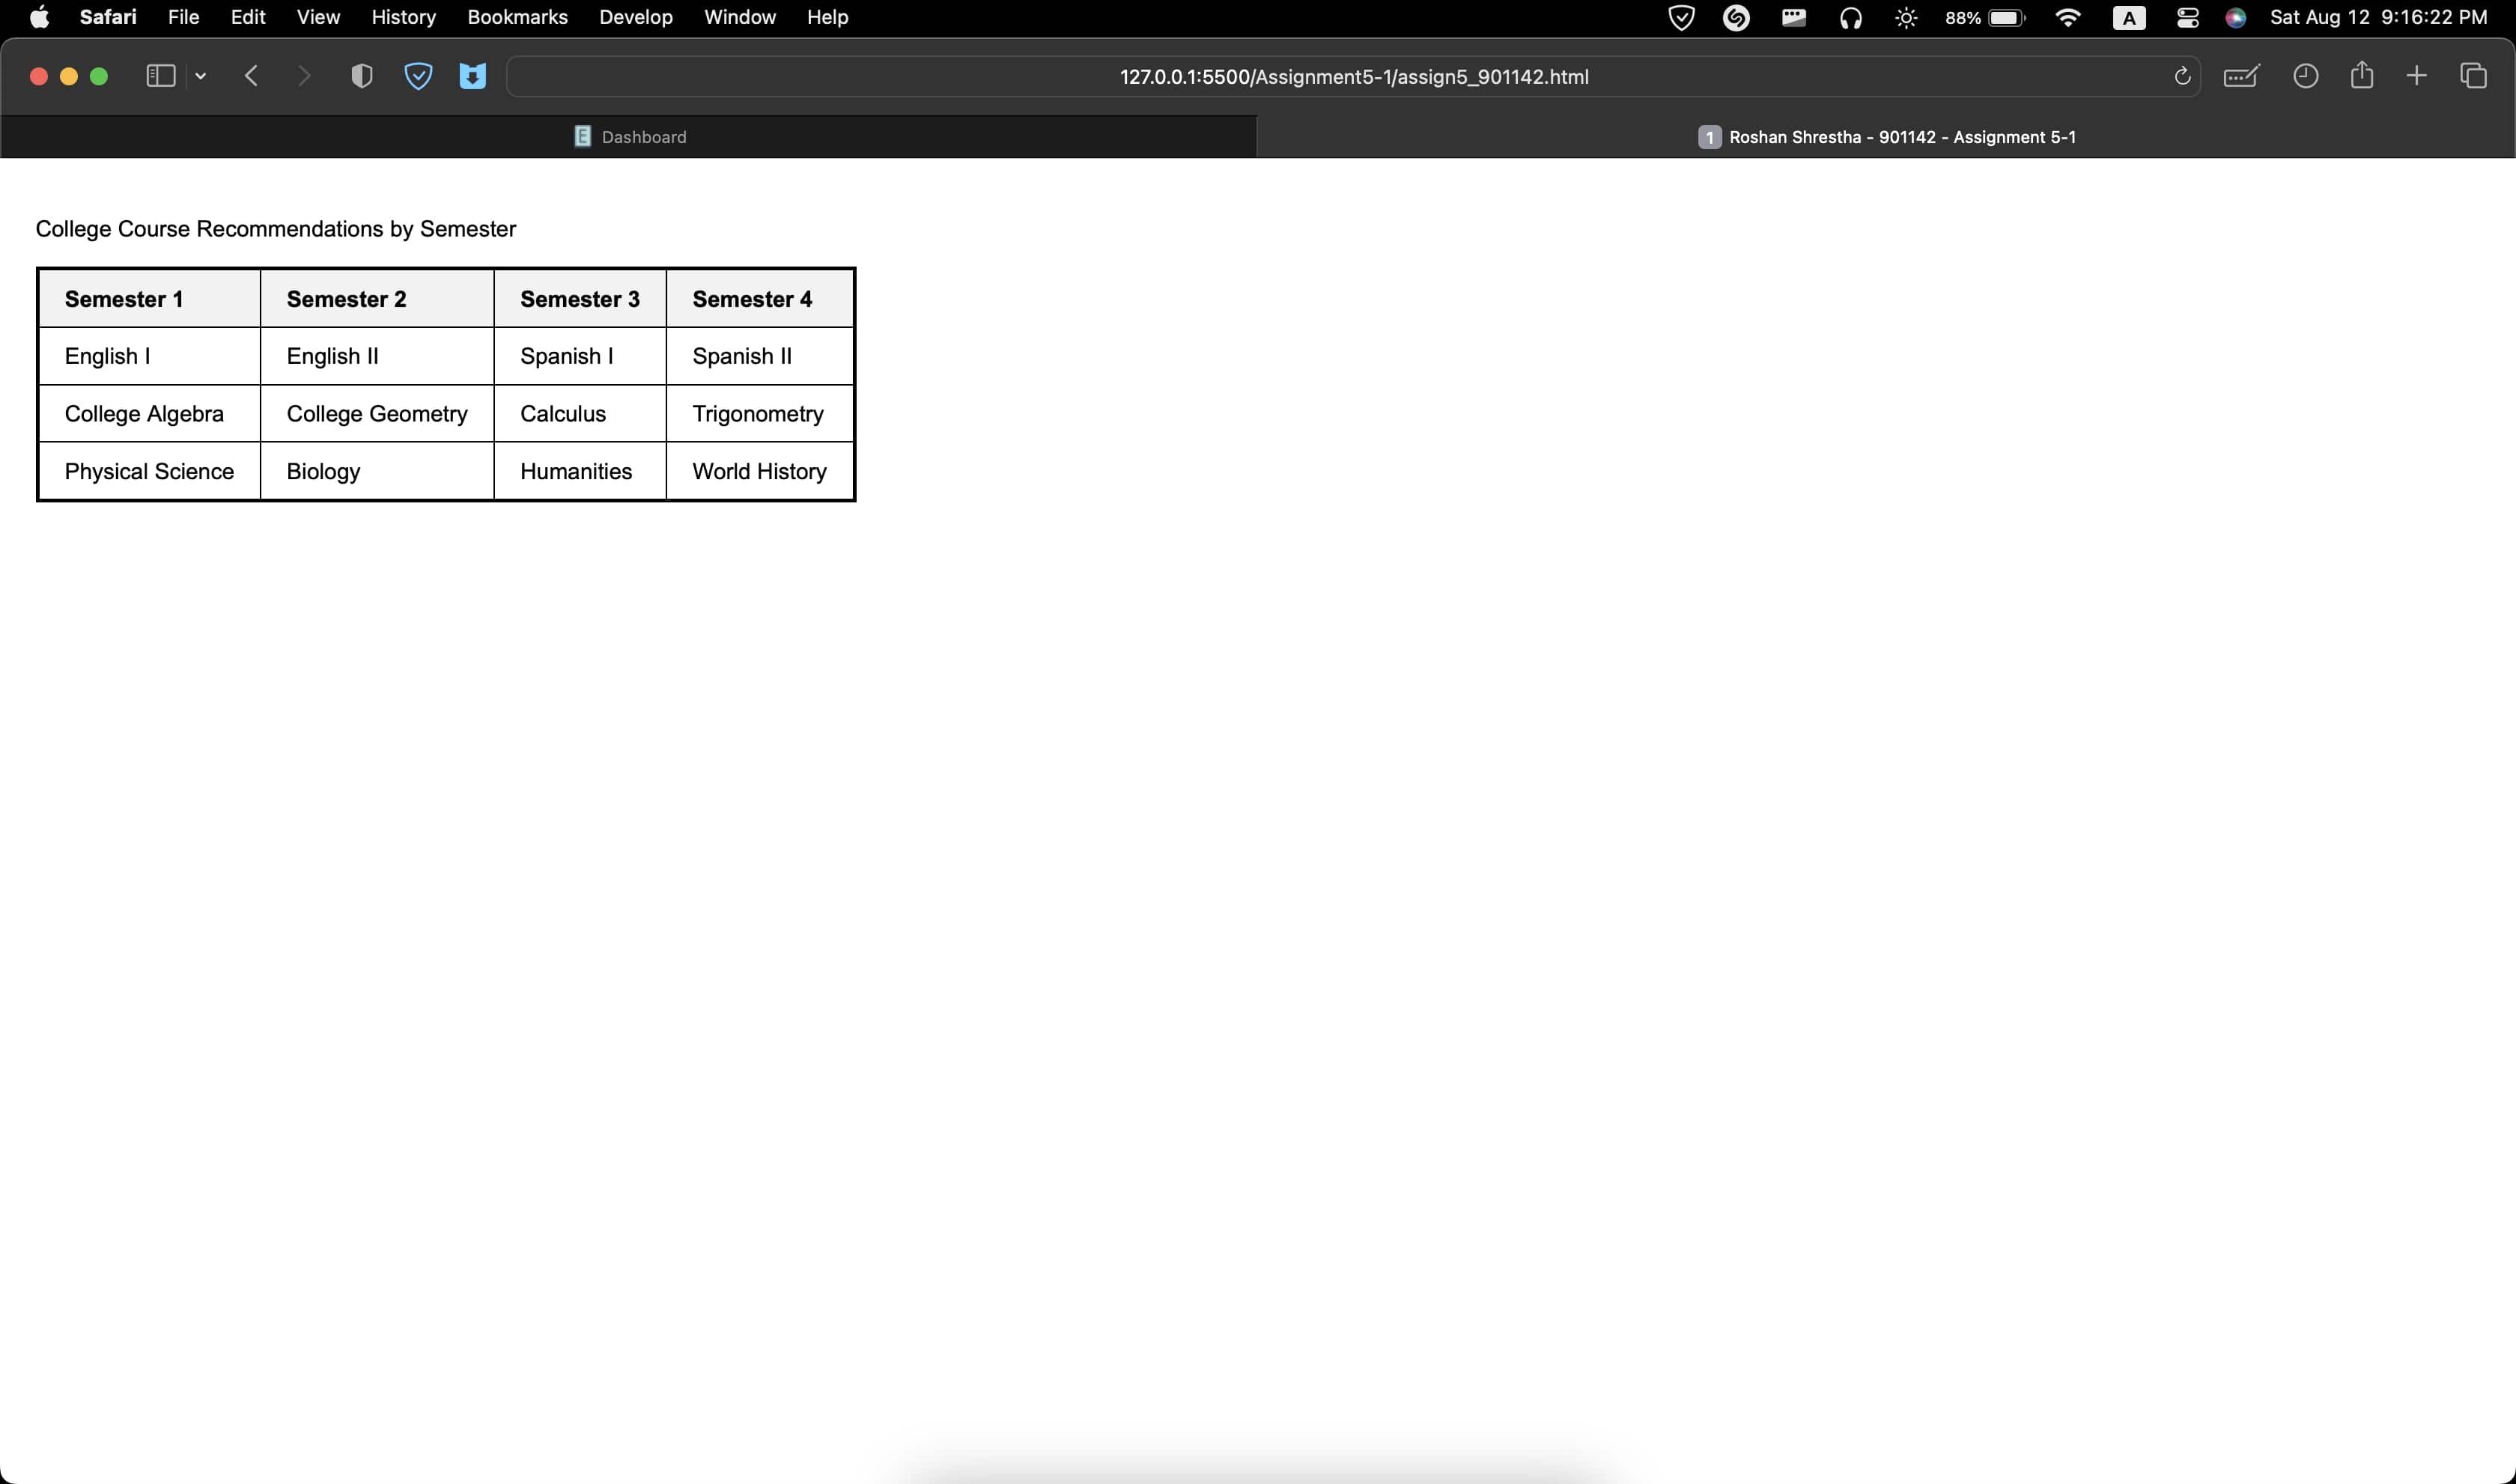 Safari File Edit View History Bookmarks Develop Window Help 88% A Sat Aug 12 9:16:22 PM
127.0.0.1:5500/Assignment5-1/assign5_901142.html
E Dashboard 1 Roshan Shrestha - 901142 - Assignment 5-1
College Course Recommendations by Semester
Semester 1 Semester 2 Semester 3 Semester 4
English I English II Spanish I Spanish II
College Algebra College Geometry Calculus Trigonometry
Physical Science Biology Humanities World History